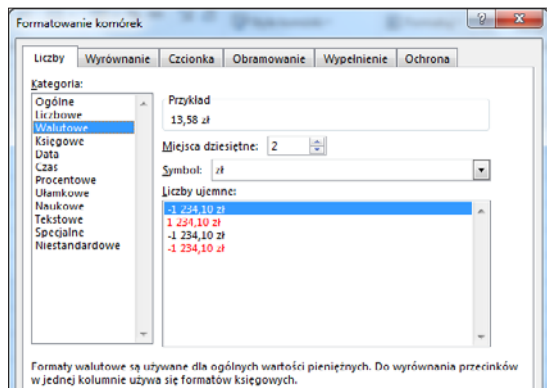 Formatowanie komórek
Liczby Wyrównanie Czcionka Obramowanie Wypełnienie Ochrona
Kategoria:
Ogólne
Liczbowe
Walutowe
Księgowe
Data
Czas
Procentowe
Ułamkowe
Naukowe
Tekstowe
Specjalne
Niestandardowe
Przykład
13,58 zł
Miejsca dziesiętne: 2
Symbol: zł
Liczby ujemne:
-1 234,10 zł
1 234,10 zł
-1 234,10 zł
-1 234,10 zł
Formaty walutowe są używane dla ogólnych wartości pieniężnych. Do wyrównania przecinków
w jednej kolumnie używa się formatów księgowych.